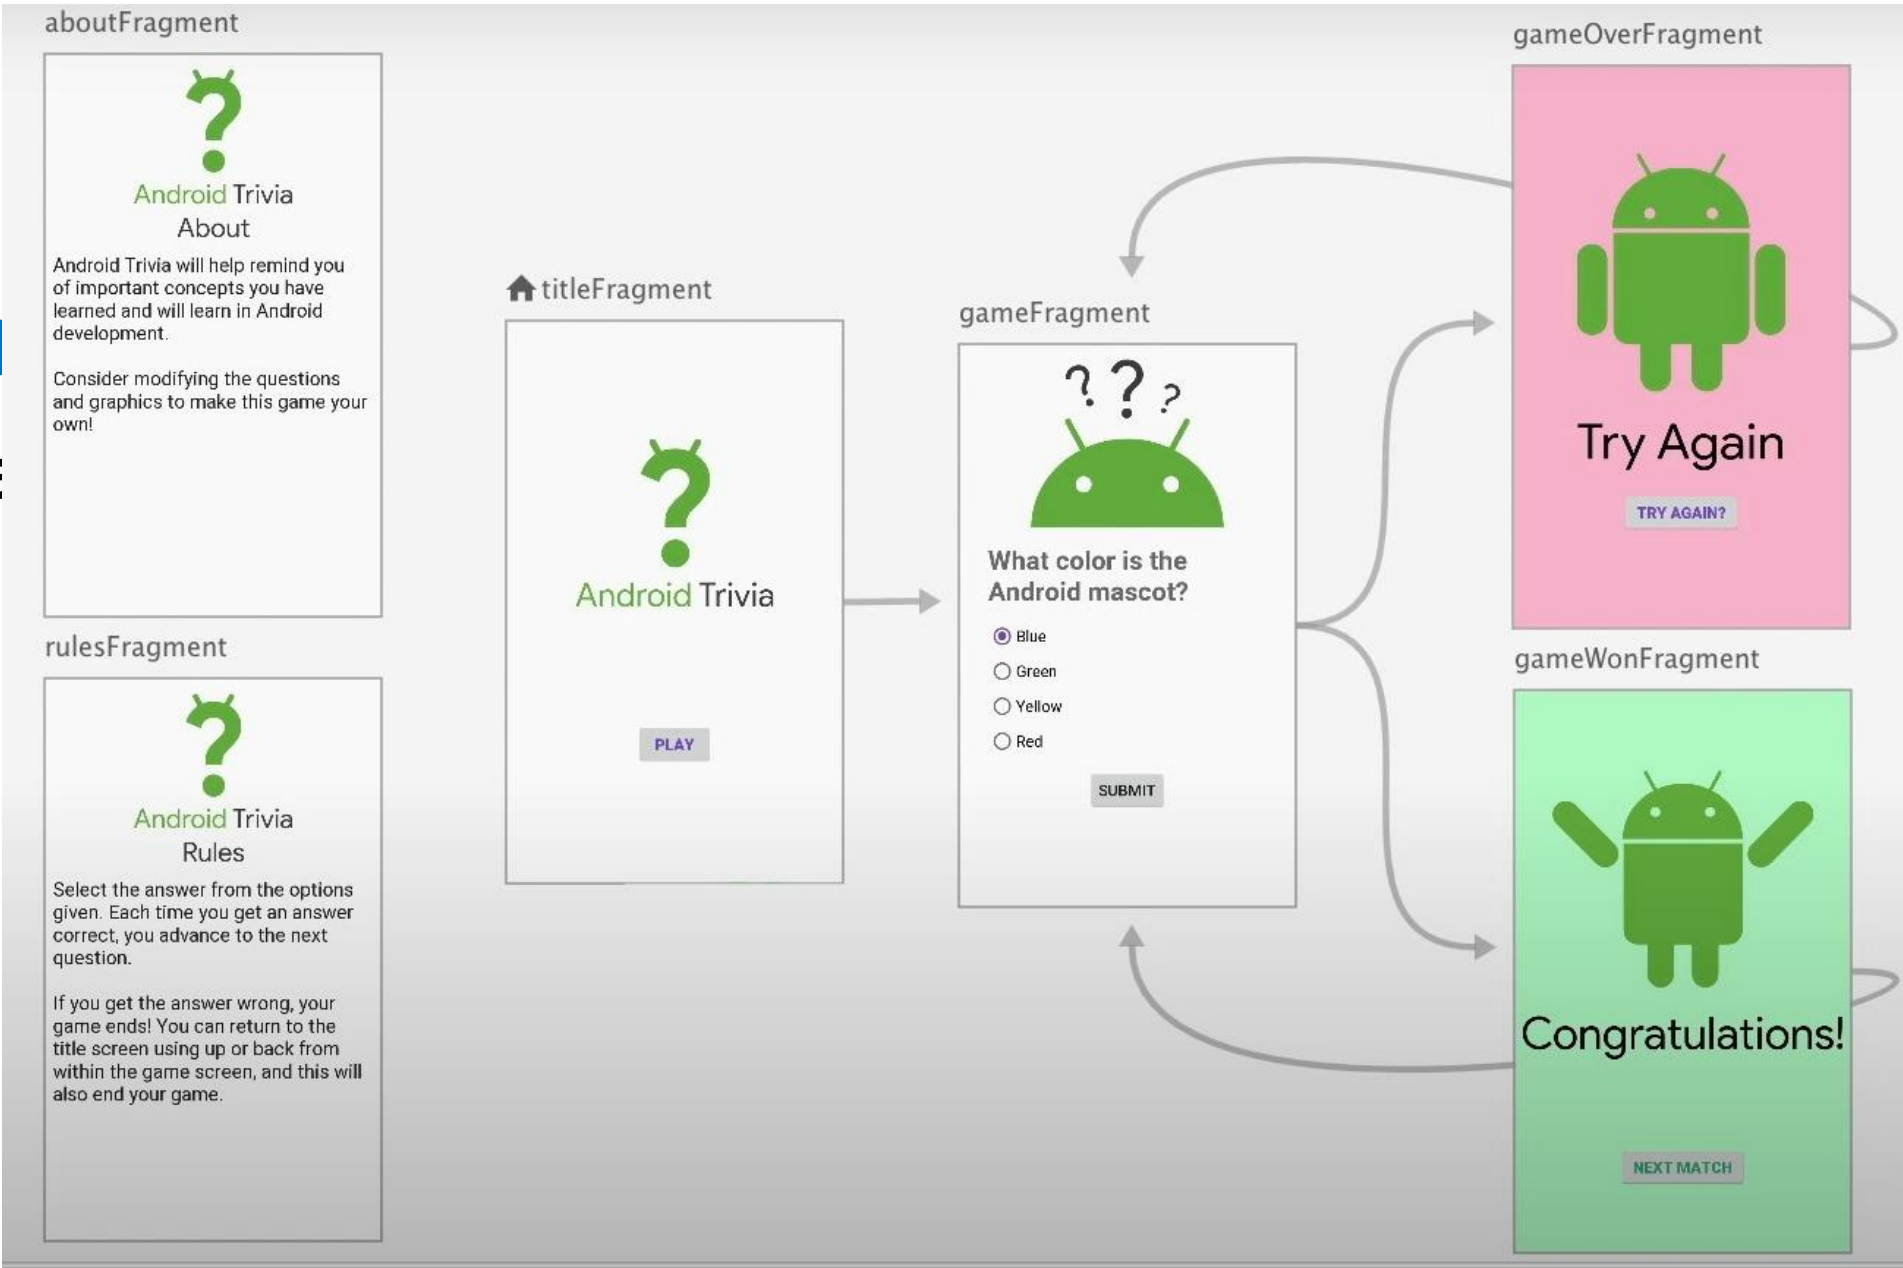 aboutFragment
Android Trivia
About
Android Trivia will help remind you
of important concepts you have
learned and will learn in Android
development.
Consider modifying the questions
and graphics to make this game your
own!
rulesFragment
Android Trivia
Rules
Select the answer from the options
given. Each time you get an answer
correct, you advance to the next
question.
If you get the answer wrong, your
game ends! You can return to the
title screen using up or back from
within the game screen, and this will
also end your game.
titleFragment
Android Trivia
PLAY
gameFragment
? ? ?
What color is the
Android mascot?
Blue
Green
Yellow
Red
SUBMIT
gameOverFragment
Try Again
TRY AGAIN?
gameWonFragment
Congratulations!
NEXT MATCH